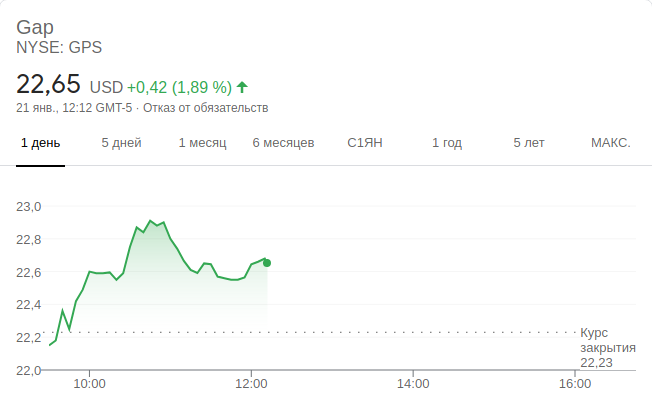 Gap
NYSE: GPS
22,65 USD +0,42 (1,89 %)
21 янв., 12:12 GMT-5 · Отказ от обязательств
1 день 5 дней 1 месяц 6 месяцев С1ЯН 1 год 5 лет МАКС.
23,0
22,8
22,6
22,4
22,2
22,0
Курс
закрытия
22,23
10:00 12:00 14:00 16:00